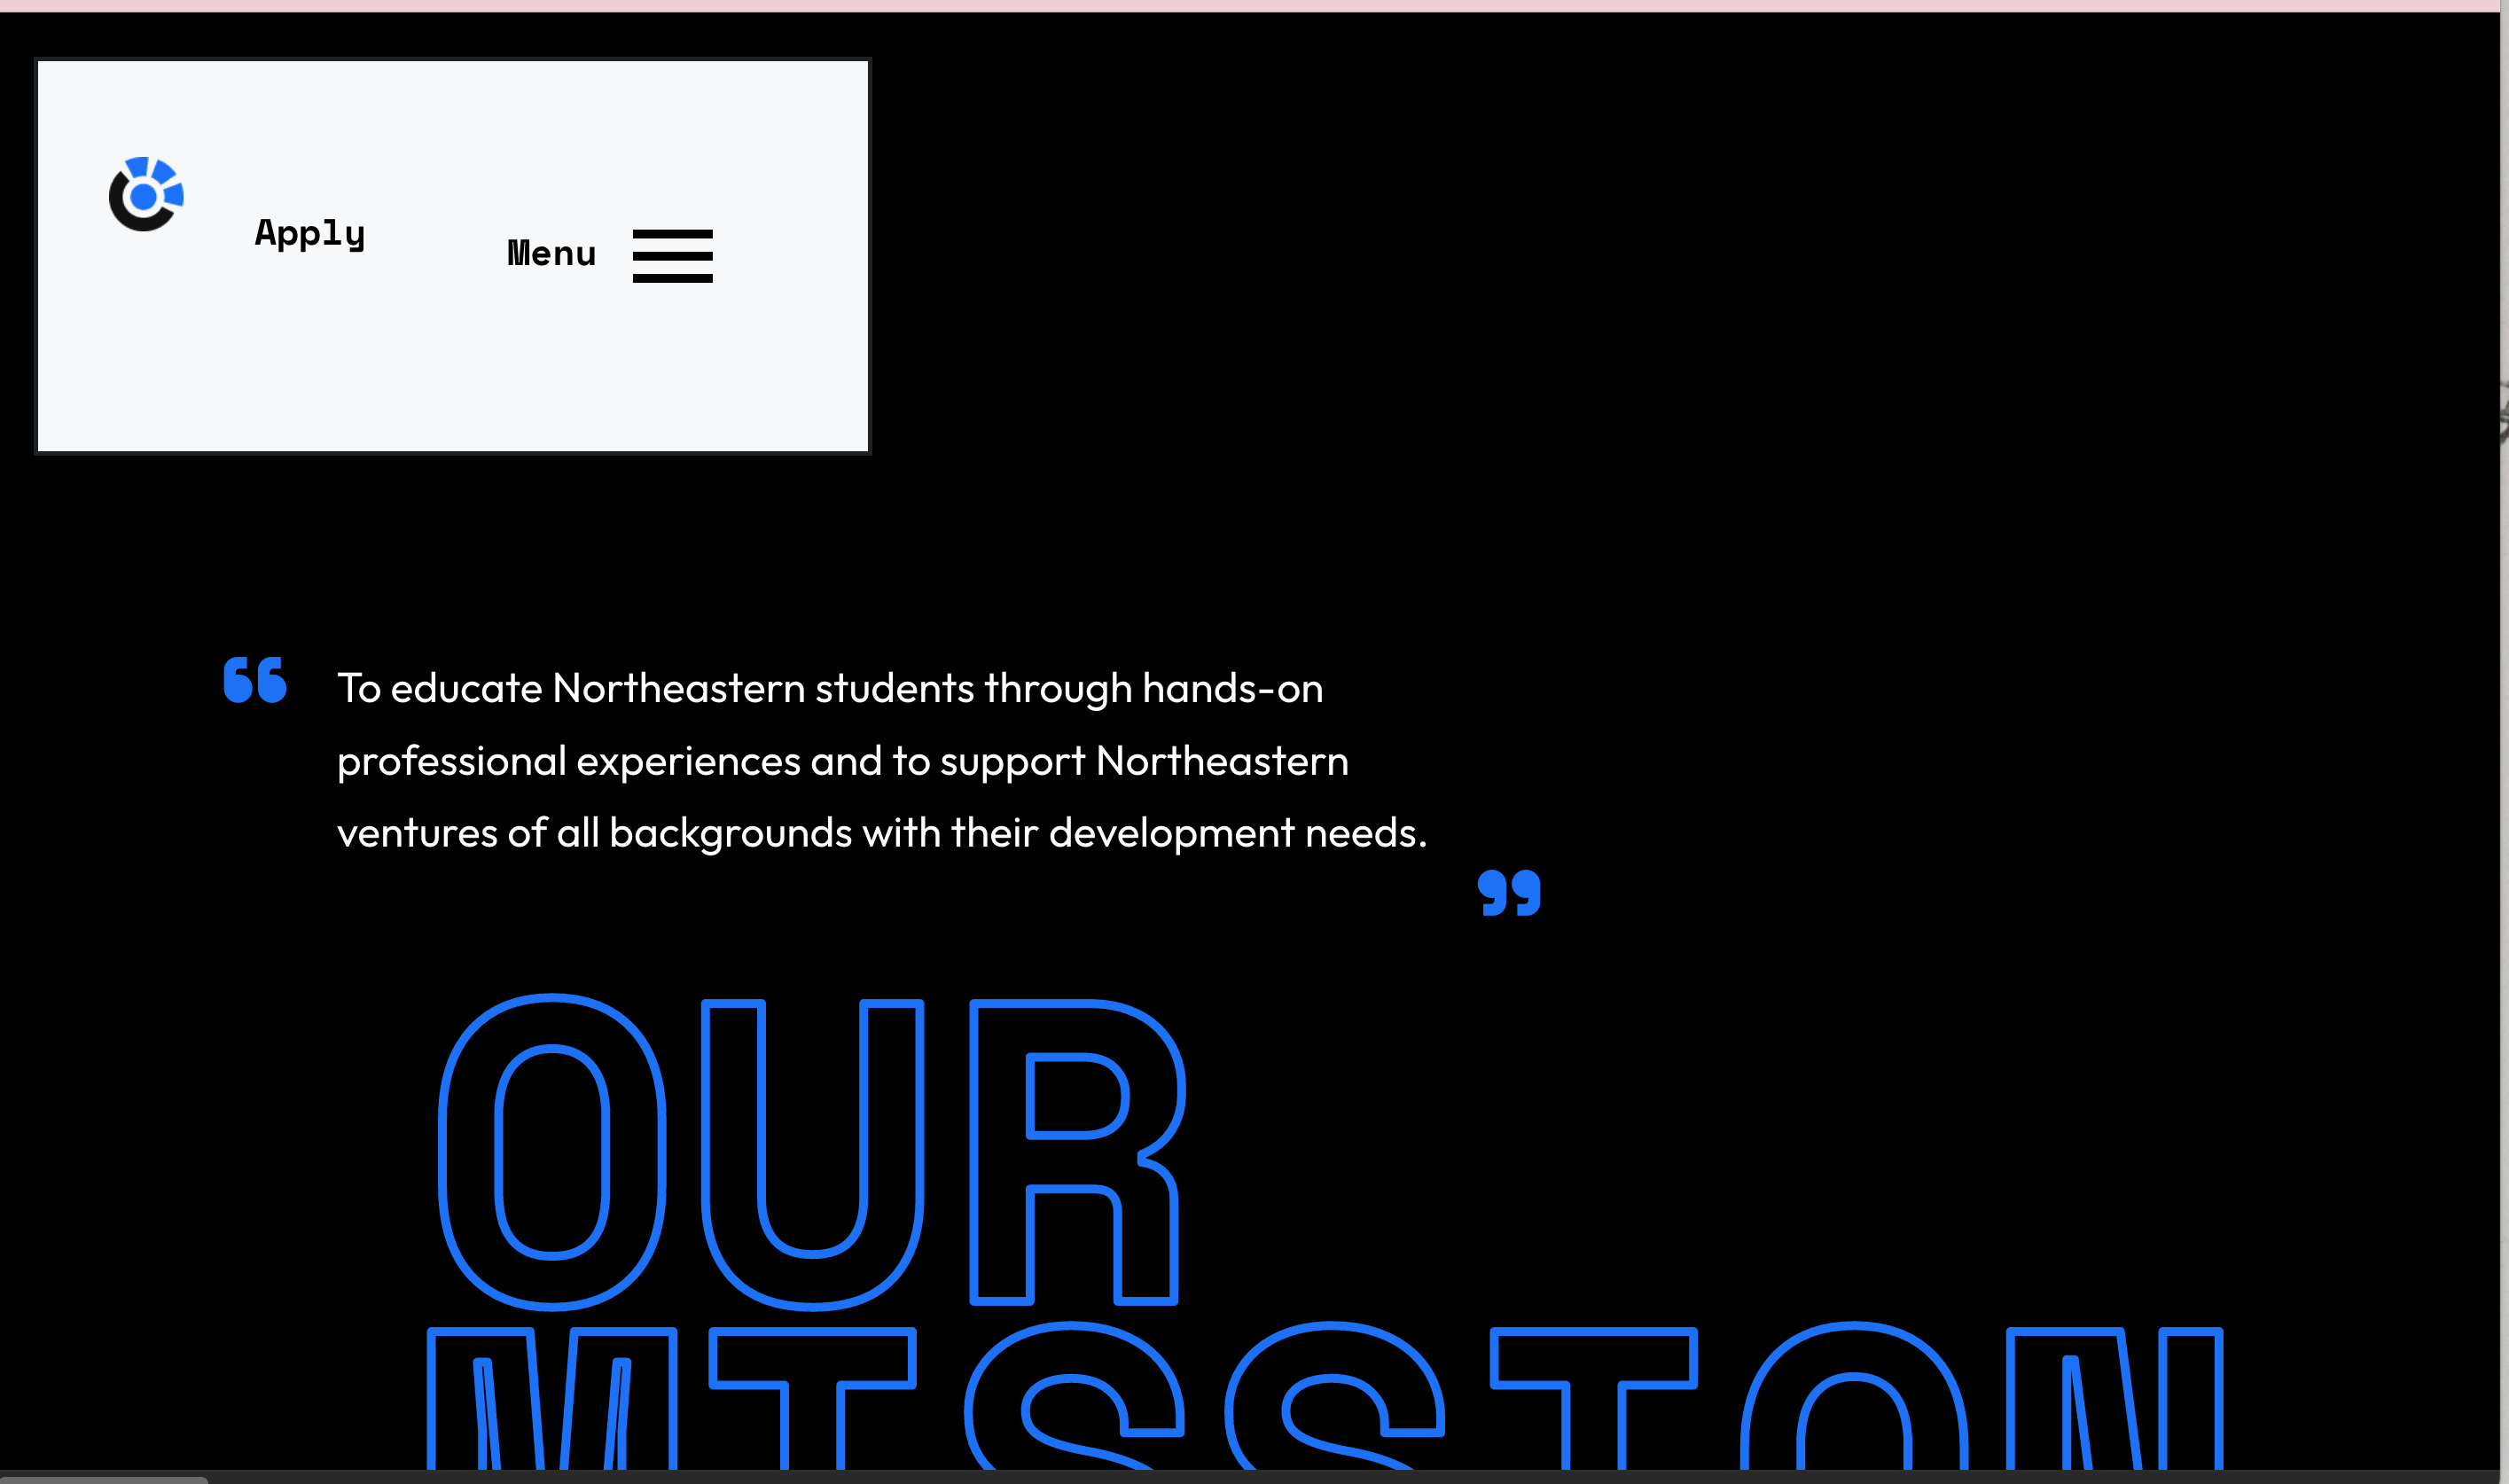 Apply
Menu
“ To educate Northeastern students through hands-on
professional experiences and to support Northeastern
ventures of all backgrounds with their development needs.
”
OUR
MISSION